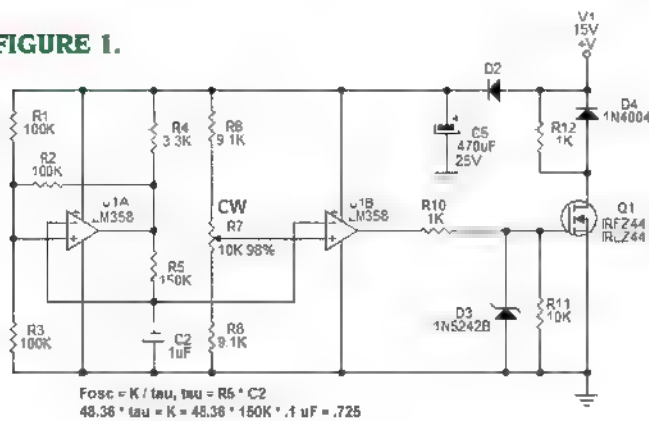 FIGURE 1.
V1
15V
+V
D2
R1
100K
R4
3.3K
R6
9.1K
C5
470uF
25V
R12
1K
D4
1N4004
R2
100K
U1A
LM358
CW
R7
10K 98%
U1B
LM358
R10
1K
Q1
IRFZ44
IRLZ44
R5
150K
R3
100K
C2
.1uF
R8
9.1K
D3
1N5242B
R11
10K
Fosc = K / tau, tau = R5 * C2
48.36 * tau = K = 48.36 * 150K * .1 uF = .725